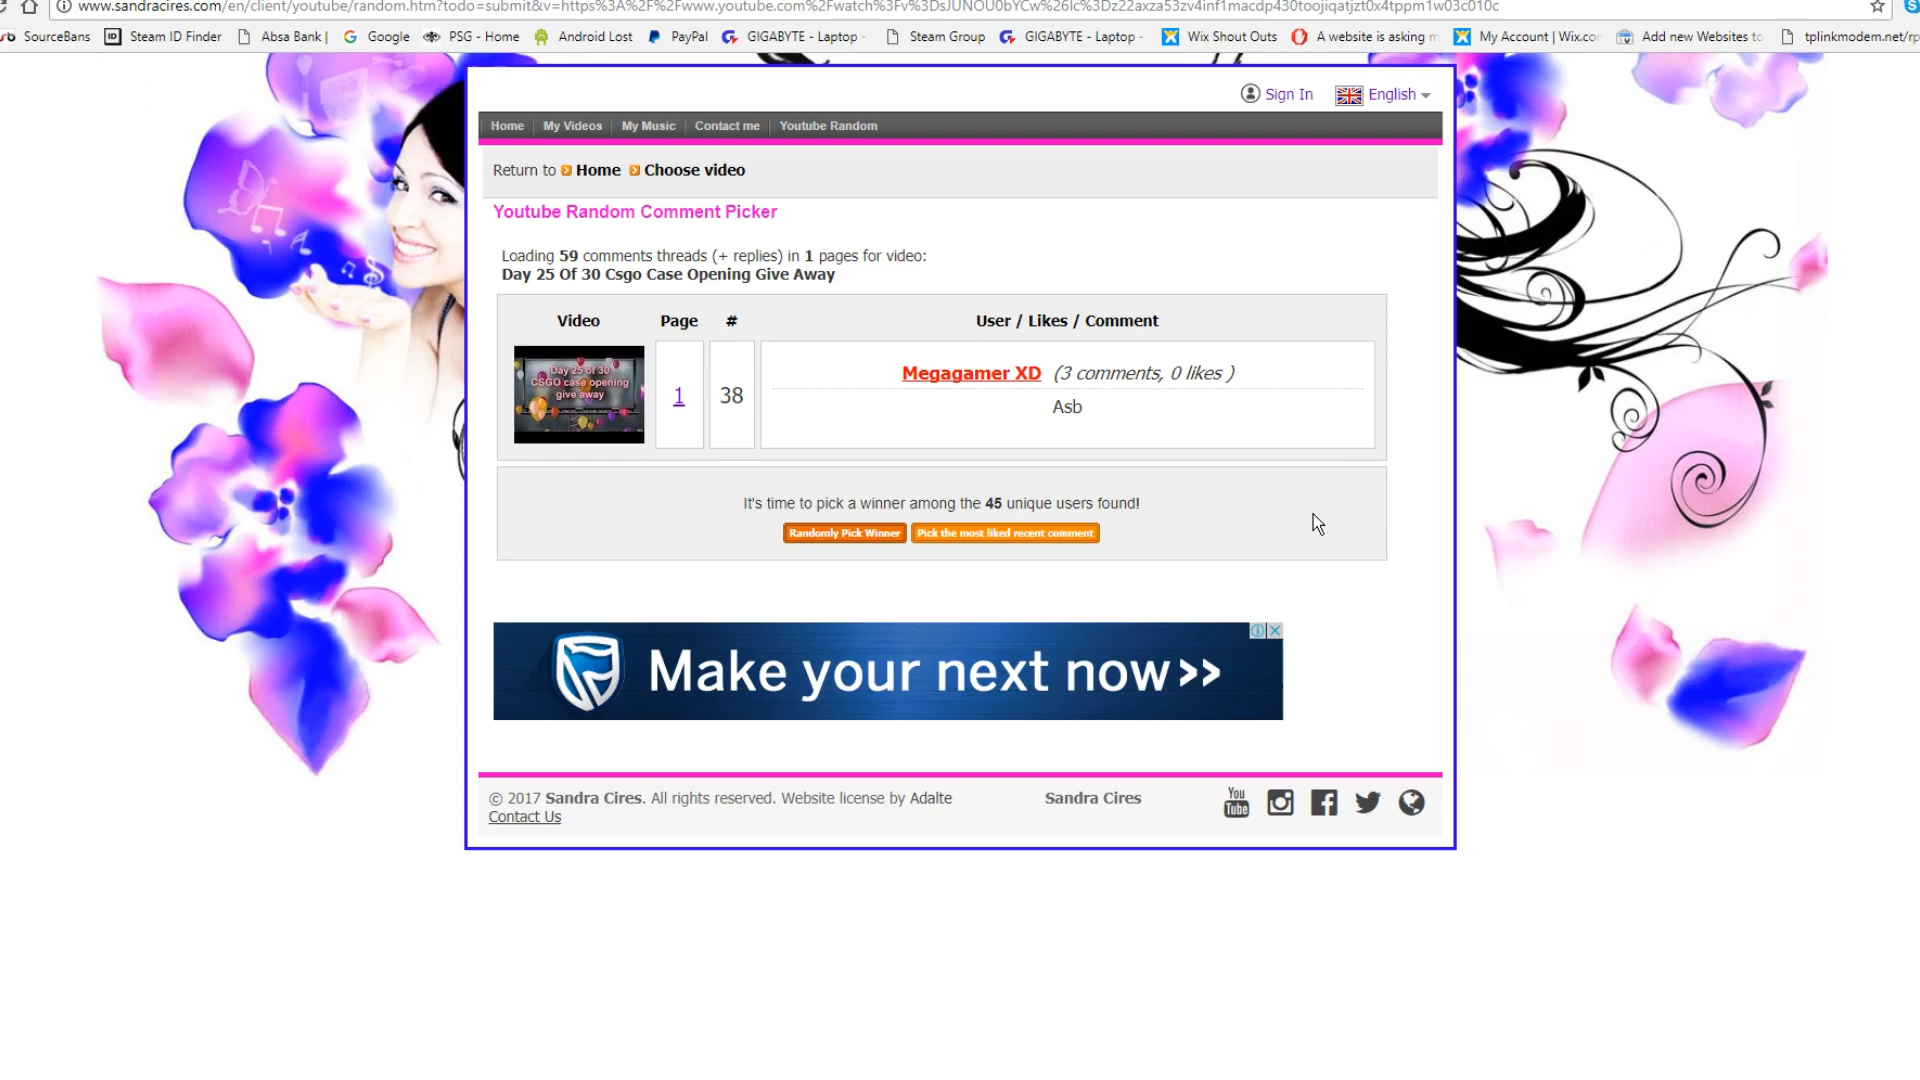 www.sandracires.com/en/client/youtube/random.htm?todo=submit&v=https%3A%2F%2Fwww.youtube.com%2Fwatch%3Fv%3DsJUNOU0bYCw%26lc%3Dz22axza53zv4inf1macdp430toojiqatjzt0x4tppm1w03c010c
SourceBans ID Steam ID Finder Absa Bank | Google PSG - Home Android Lost PayPal GIGABYTE - Laptop - Steam Group GIGABYTE - Laptop - Wix Shout Outs A website is asking My Account | Wix.co Add new Websites to tplinkmodem.net/rp
Sign In English
Home My Videos My Music Contact me Youtube Random
Return to Home Choose video
Youtube Random Comment Picker
Loading 59 comments threads (+ replies) in 1 pages for video:
Day 25 Of 30 Csgo Case Opening Give Away
Video Page # User / Likes / Comment
Day 25 of 30
CSGO case opening
give away
1 38
Megagamer XD (3 comments, 0 likes )
Asb
It's time to pick a winner among the 45 unique users found!
Randomly Pick Winner Pick the most liked recent comment
Make your next now>>
© 2017 Sandra Cires. All rights reserved. Website license by Adalte Sandra Cires You Tube
Contact Us